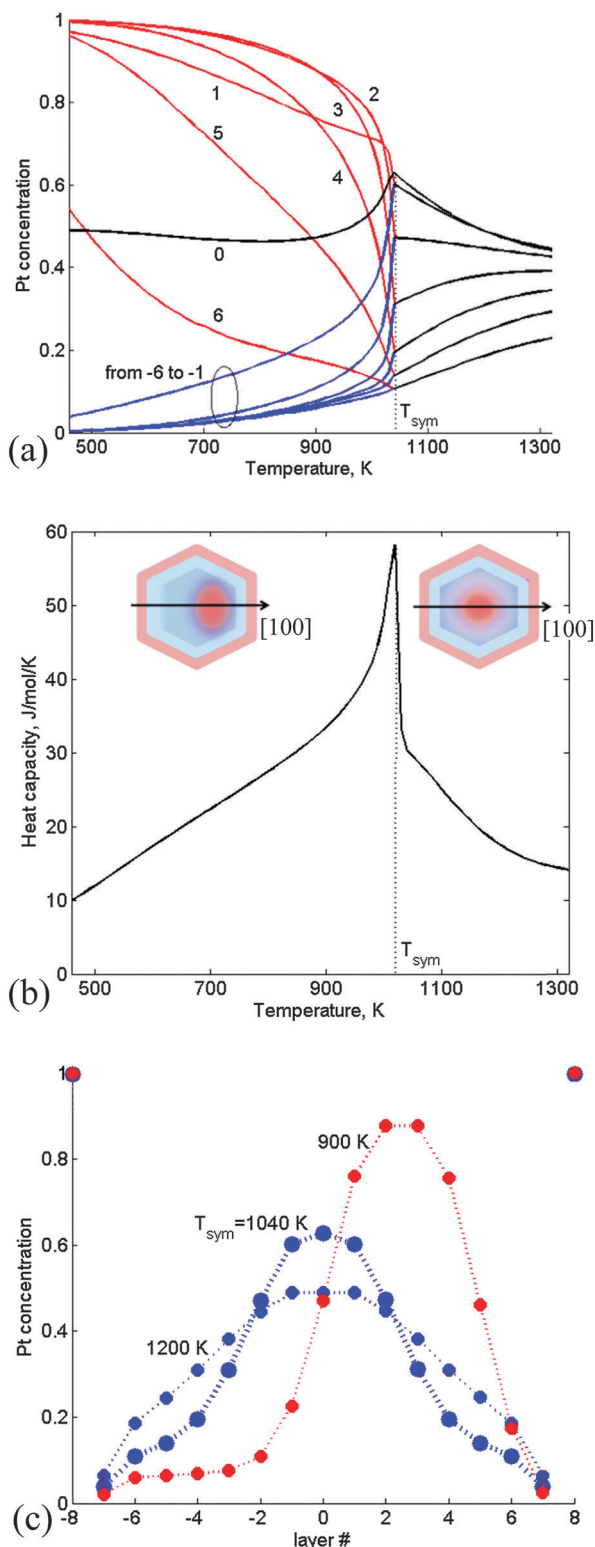 1
0.8
0.6
0.4
0.2
0
Pt concentration
1
2
3
5
4
0
6
from -6 to -1
T_sym
500 700 900 1100 1300
Temperature, K
(a)
60
50
40
30
20
10
0
Heat capacity, J/mol/K
[100]
[100]
T_sym
500 700 900 1100 1300
Temperature, K
(b)
1
0.8
0.6
0.4
0.2
0
Pt concentration
900 K
T_sym=1040 K
1200 K
-8 -6 -4 -2 0 2 4 6 8
layer #
(c)